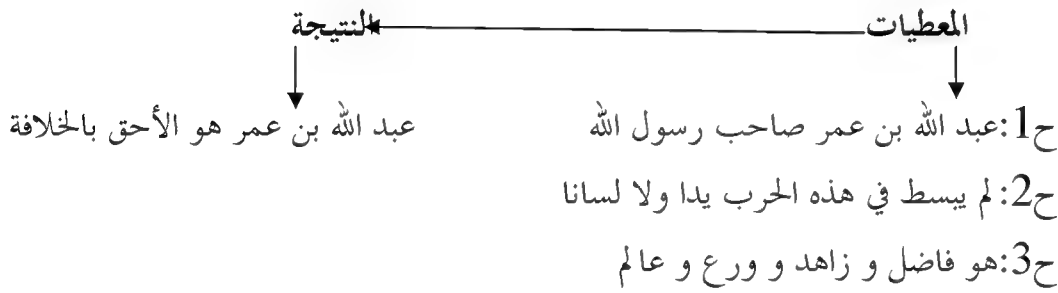 المعطيات النتيجة
ح1:عبد الله بن عمر صاحب رسول الله عبد الله بن عمر هو الأحق بالخلافة
ح2:لم يبسط في هذه الحرب يدا ولا لسانا
ح3:هو فاضل و زاهد و ورع و عالم